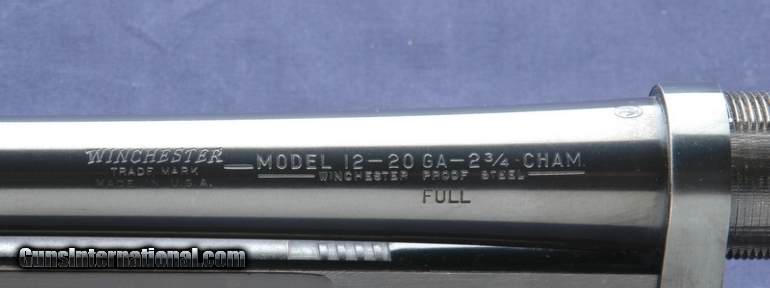 WINCHESTER
TRADE MARK
MADE IN U.S.A.
—MODEL 12-20 GA-2¾-CHAM.
—WINCHESTER PROOF STEEL—
FULL
GunsInternational.com